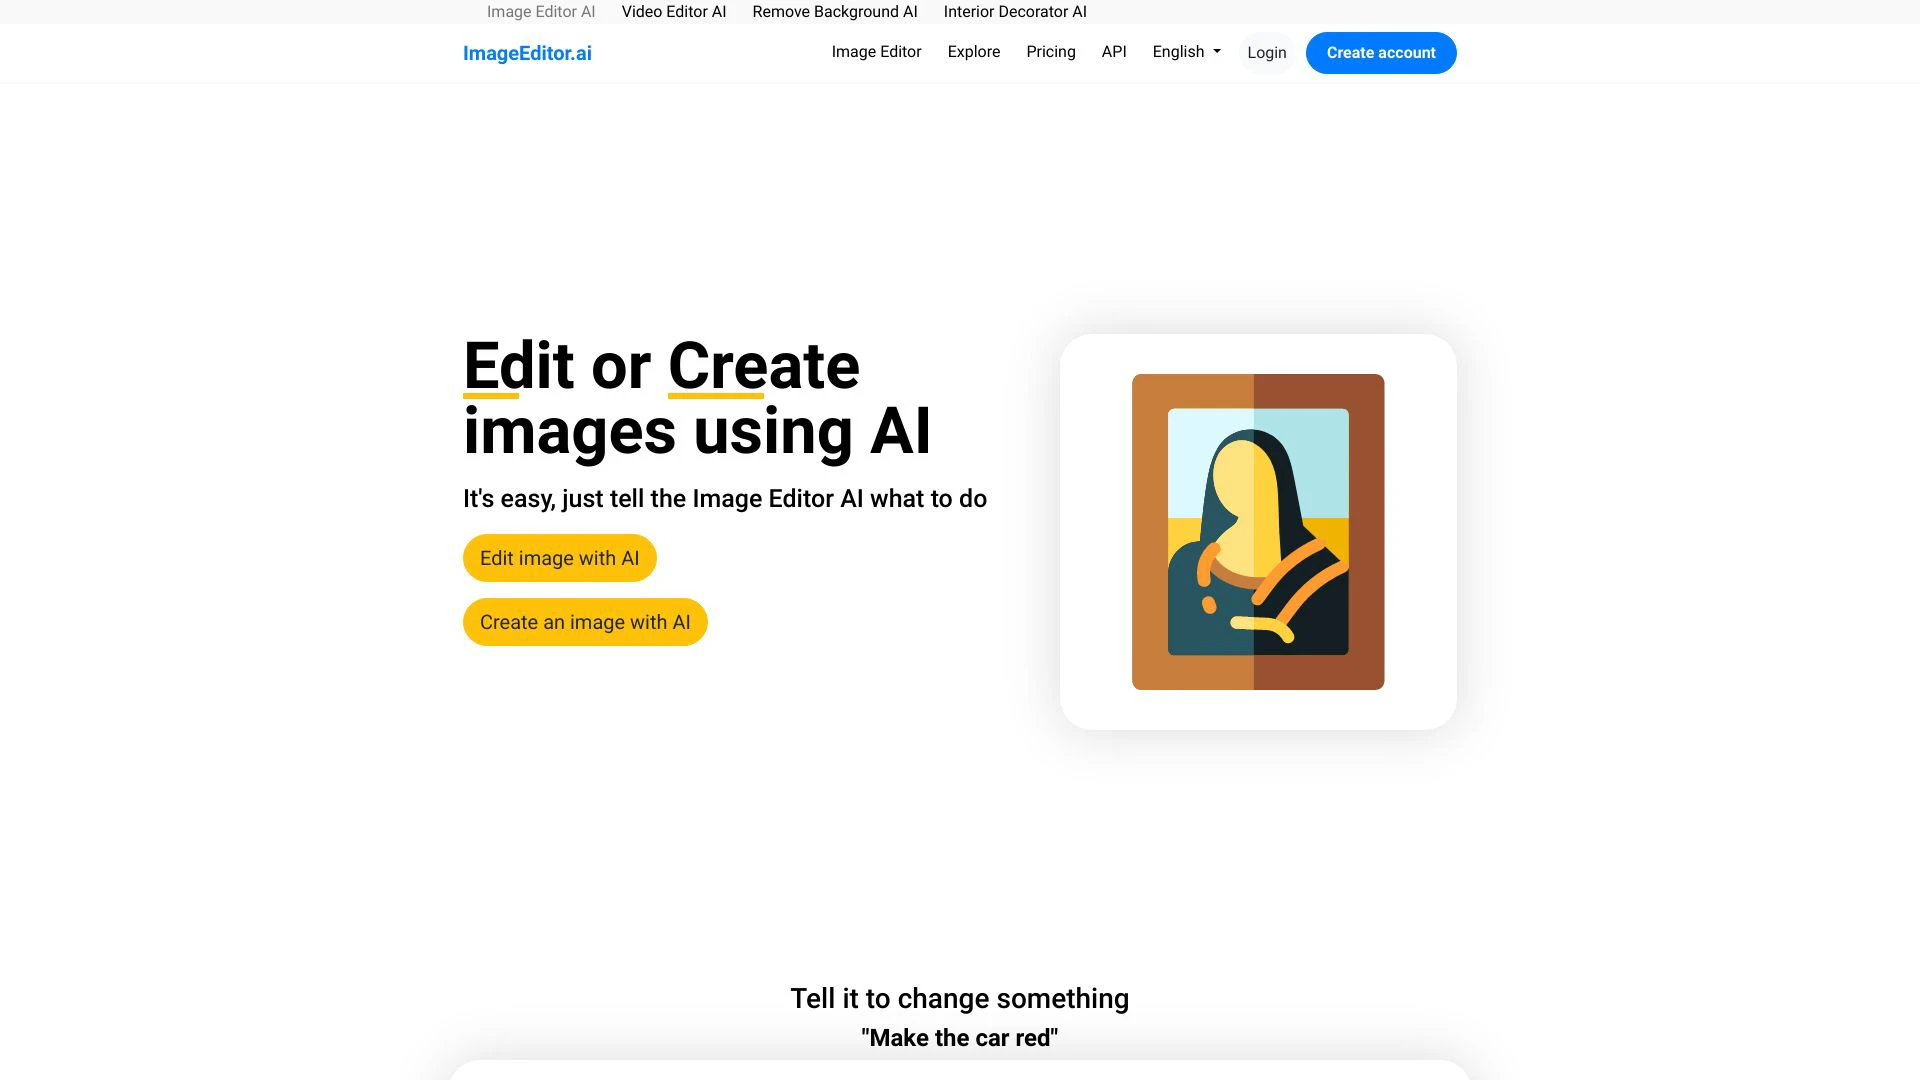 Image Editor AI Video Editor AI Remove Background AI Interior Decorator AI
ImageEditor.ai Image Editor Explore Pricing API English Login Create account
Edit or Create
images using AI
It's easy, just tell the Image Editor AI what to do
Edit image with AI
Create an image with AI
Tell it to change something
"Make the car red"